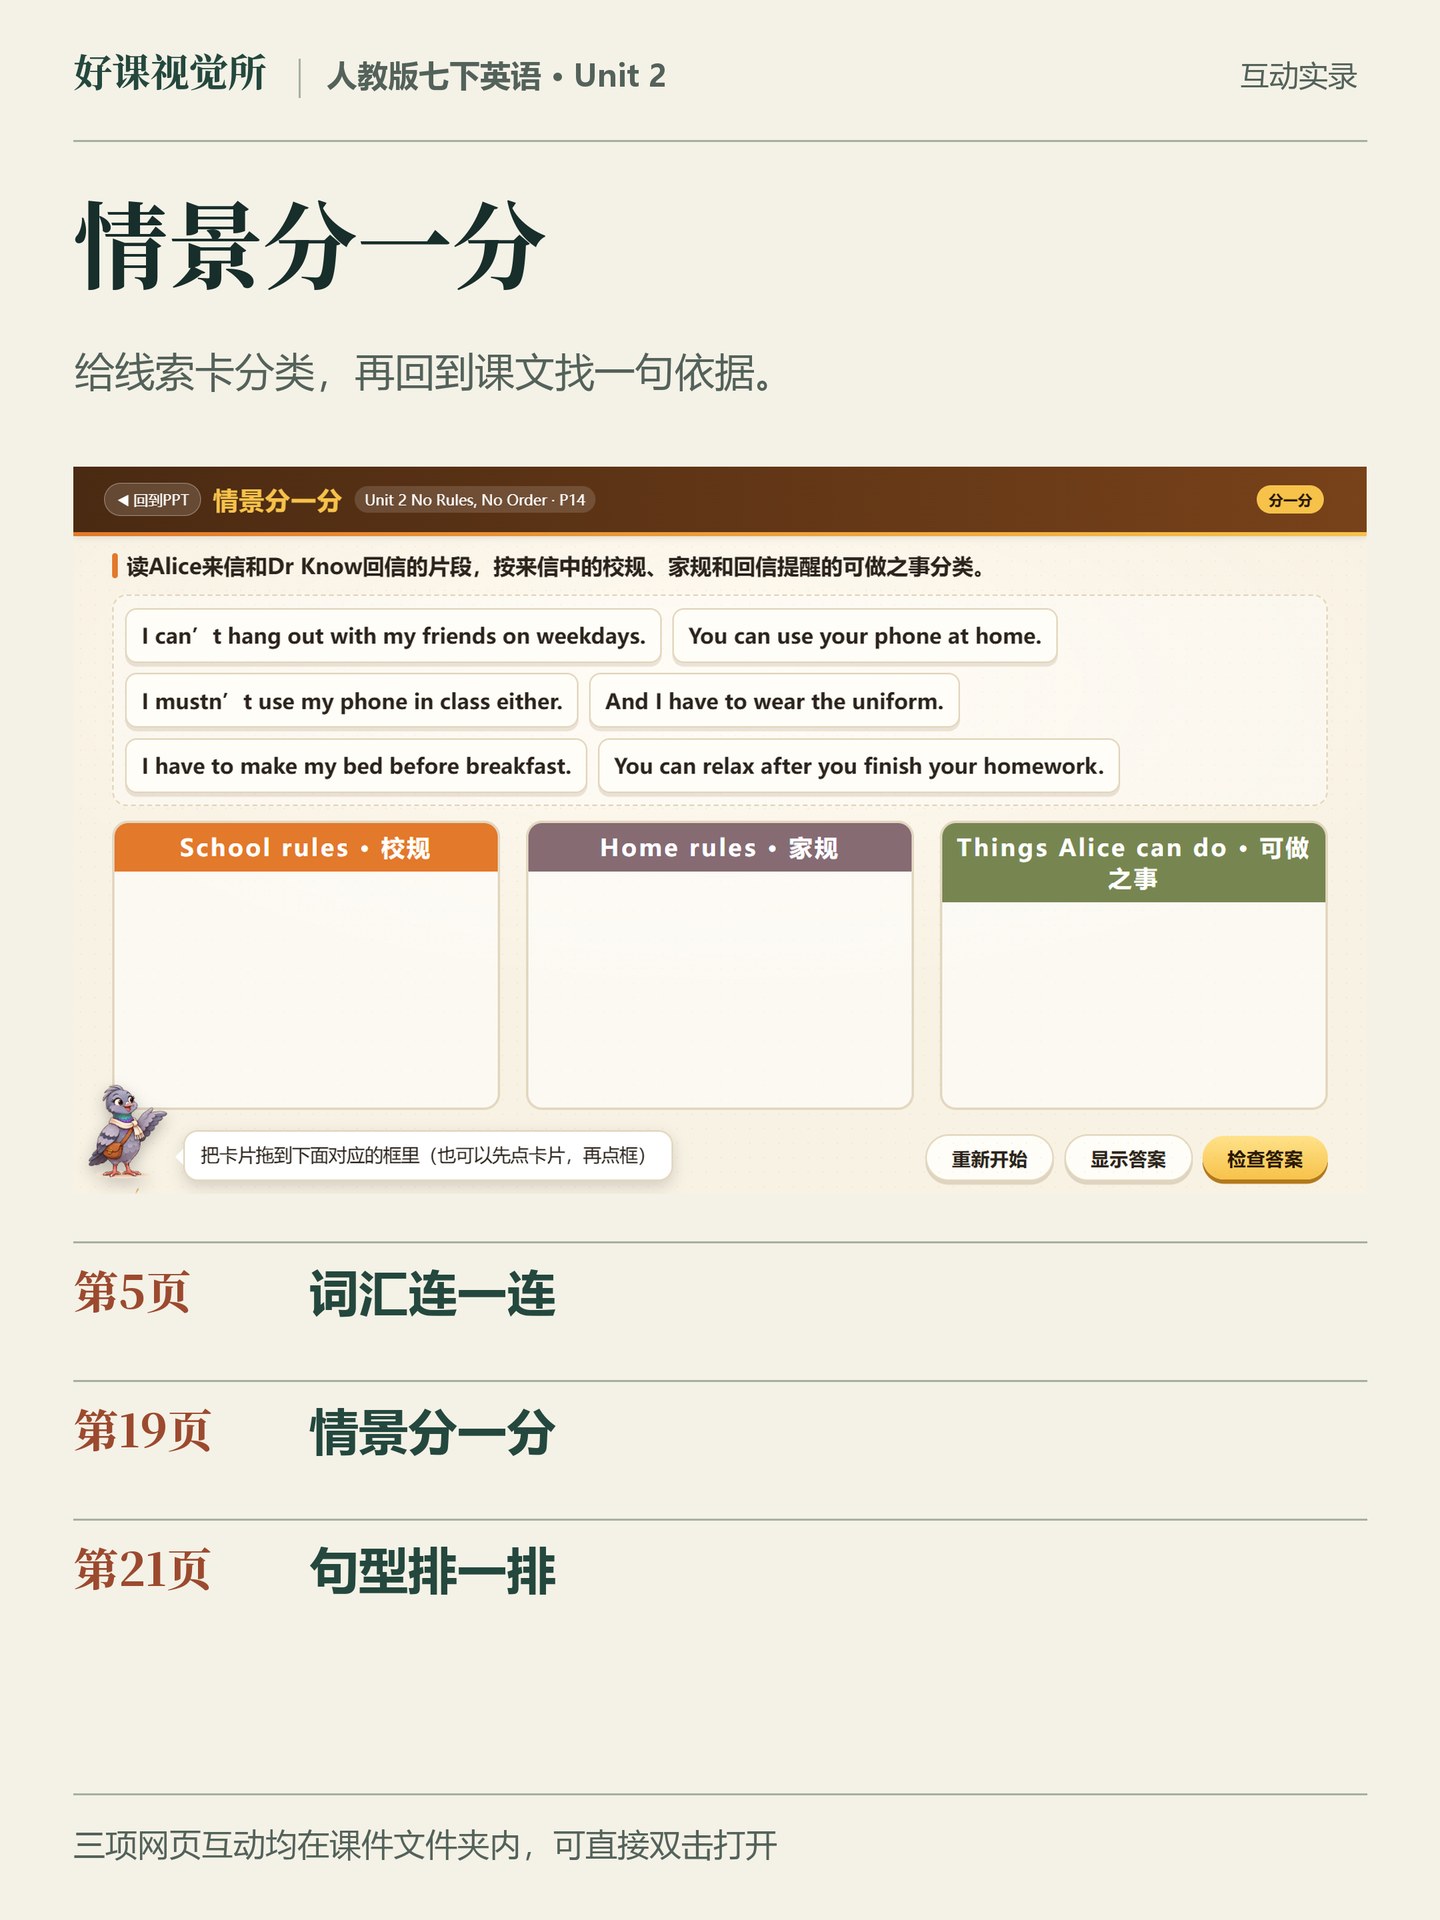 好课视觉所
人教版七下英语 • Unit 2
互动实录
情景分一分
给线索卡分类，再回到课文找一句依据。
◀ 回到PPT
情景分一分
Unit 2 No Rules, No Order · P14
分一分
读Alice来信和Dr Know回信的片段，按来信中的校规、家规和回信提醒的可做之事分类。
I can’t hang out with my friends on weekdays.
You can use your phone at home.
I mustn’t use my phone in class either.
And I have to wear the uniform.
I have to make my bed before breakfast.
You can relax after you finish your homework.
School rules • 校规
Home rules • 家规
Things Alice can do • 可做
之事
把卡片拖到下面对应的框里（也可以先点卡片，再点框）
重新开始
显示答案
检查答案
第5页
词汇连一连
第19页
情景分一分
第21页
句型排一排
三项网页互动均在课件文件夹内，可直接双击打开